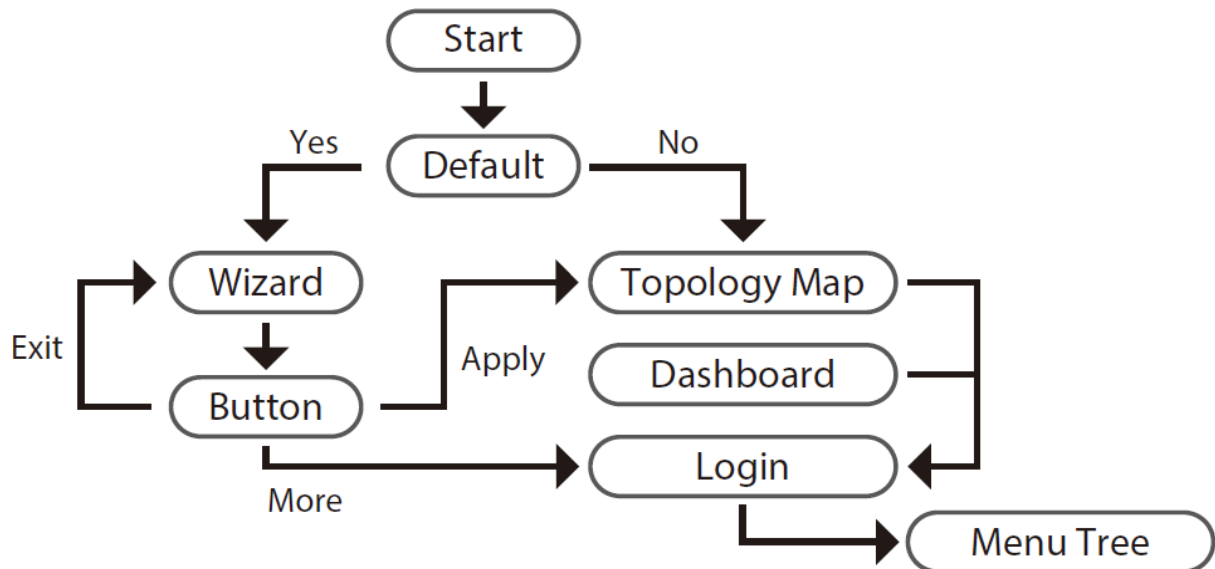 Start
Yes
No
Default
Wizard
Topology Map
Exit
Apply
Dashboard
Button
Login
More
Menu Tree